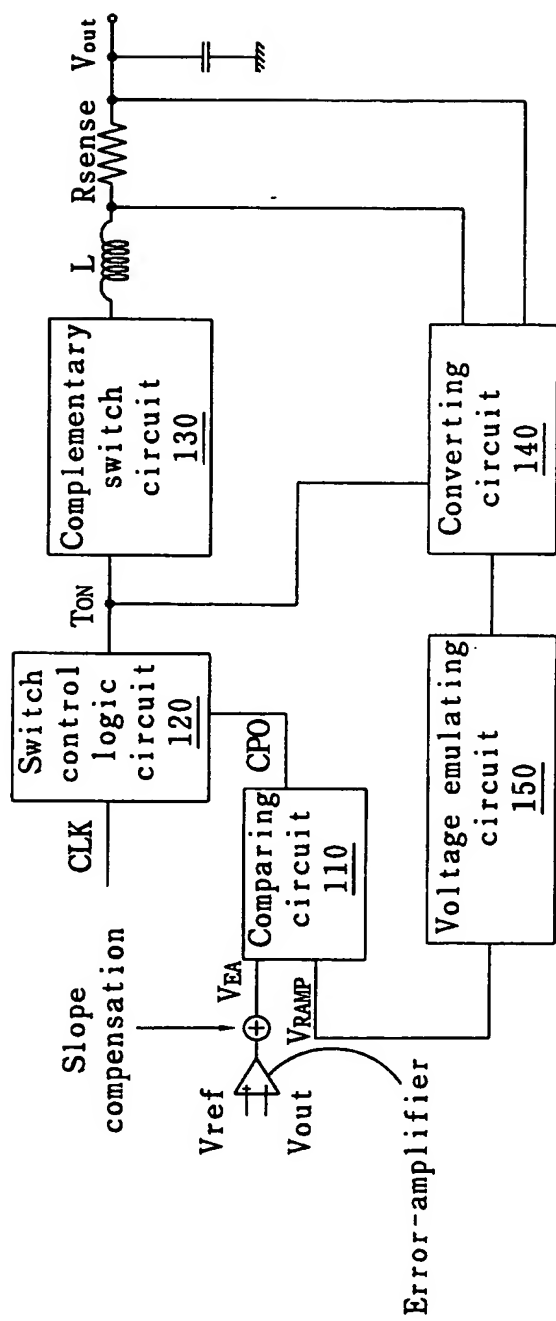 Slope
compensation
Vref
Vout
Error-amplifier
VEA
VRAMP
Comparing
circuit
110
CPO
CLK
Switch
control
logic
circuit
120
TON
Complementary
switch
circuit
130
L
Rsense
Vout
Converting
circuit
140
Voltage emulating
circuit
150